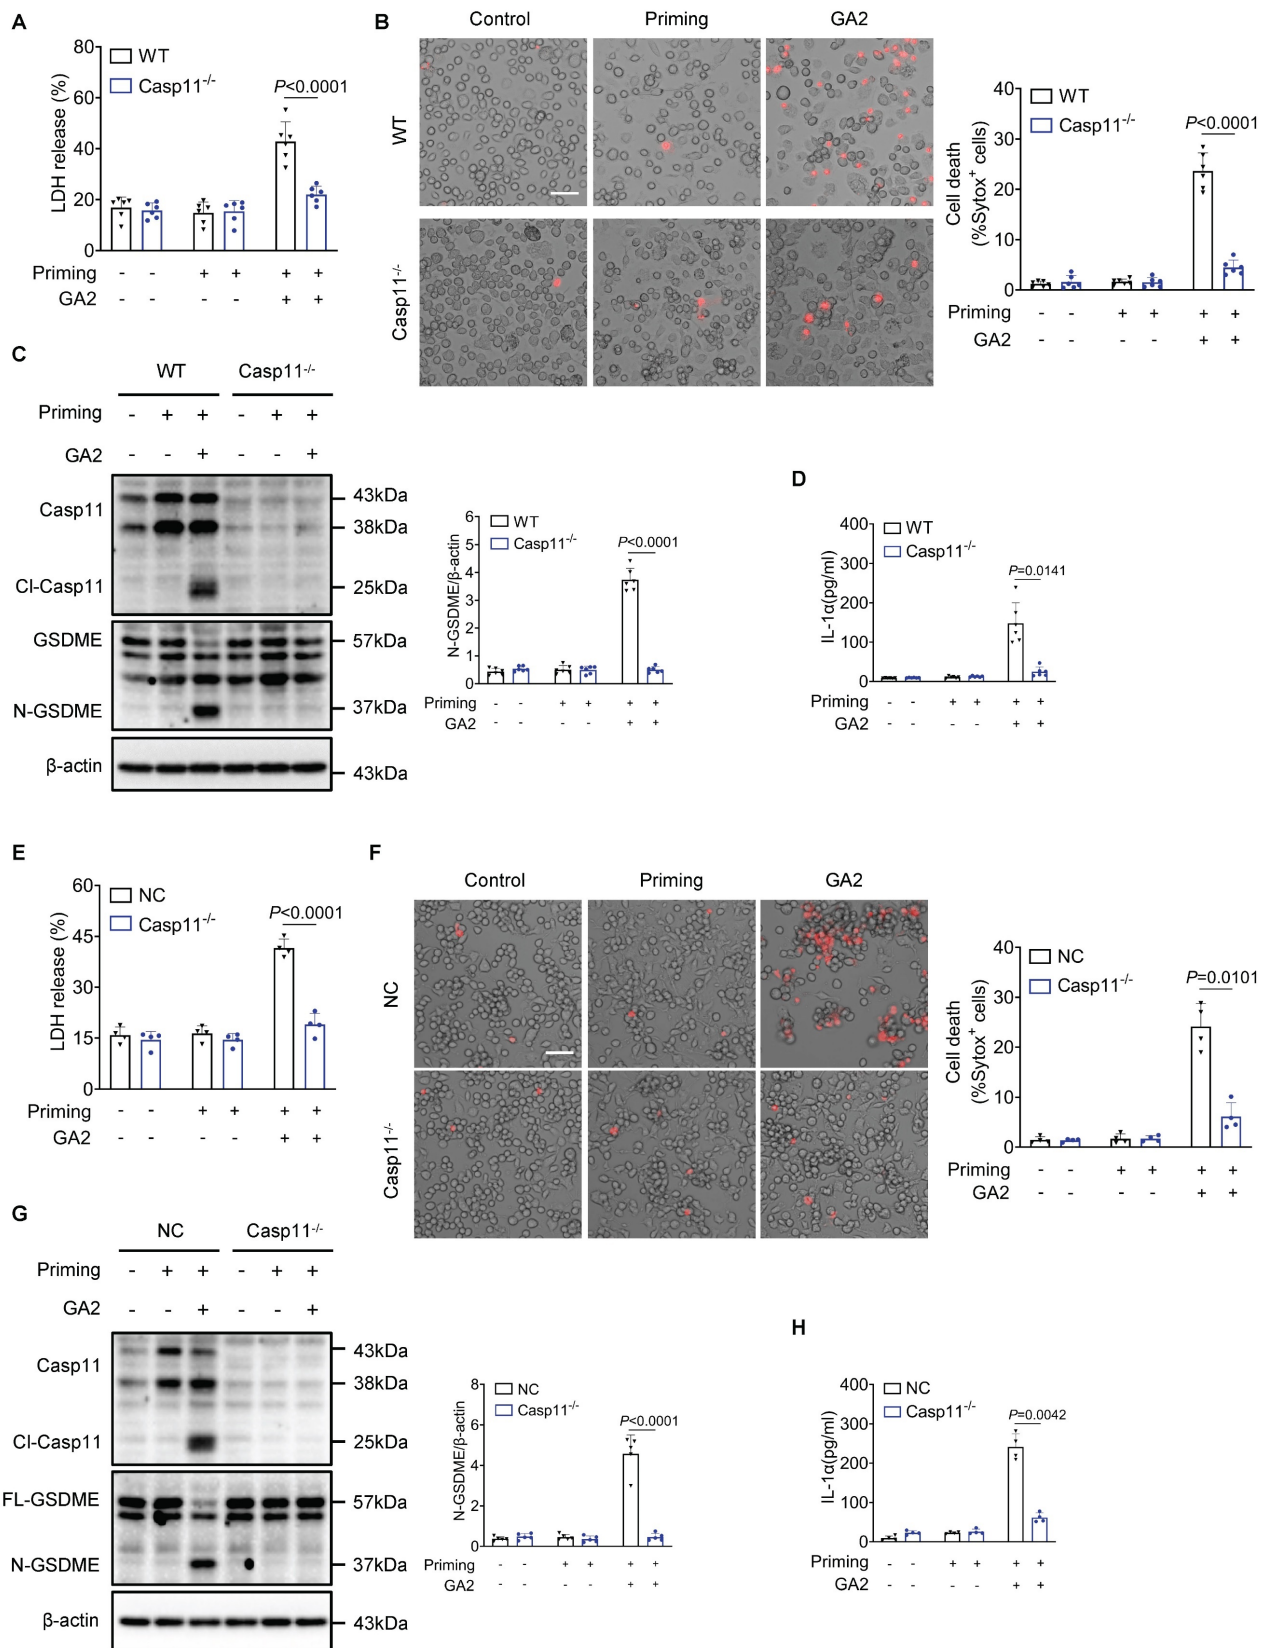 A
80
60
40
20
0
LDH release (%)
WT
Casp11-/-
P<0.0001
Priming - - + + + +
GA2 - - + +
B
Control Priming GA2
WT
Casp11-/-
40
30
20
10
0
Cell death
(%Sytox+ cells)
WT
Casp11-/-
P<0.0001
Priming - - + + + +
GA2 - - + +
C
WT Casp11-/-
Priming - + + - + +
GA2 - - + - - +
Casp11
Cl-Casp11
43kDa
38kDa
25kDa
GSDME
N-GSDME
57kDa
37kDa
β-actin
43kDa
6
5
4
3
2
1
0
N-GSDME/β-actin
WT
Casp11-/-
P<0.0001
Priming - - + + + +
GA2 - - + +
D
400
300
200
100
0
IL-1α(pg/ml)
WT
Casp11-/-
P=0.0141
Priming - - + + + +
GA2 - - + +
E
60
45
30
15
0
LDH release (%)
NC
Casp11-/-
P<0.0001
Priming - - + + + +
GA2 - - + +
F
Control Priming GA2
NC
Casp11-/-
40
30
20
10
0
Cell death
(%Sytox+ cells)
NC
Casp11-/-
P=0.0101
Priming - - + + + +
GA2 - - + +
G
NC Casp11-/-
Priming - + + - + +
GA2 - - + - - +
Casp11
Cl-Casp11
43kDa
38kDa
25kDa
FL-GSDME
N-GSDME
57kDa
37kDa
β-actin
43kDa
8
6
4
2
0
N-GSDME/β-actin
NC
Casp11-/-
P<0.0001
Priming - - + + + +
GA2 - - + +
H
400
300
200
100
0
IL-1α(pg/ml)
NC
Casp11-/-
P=0.0042
Priming - - + + + +
GA2 - - + +